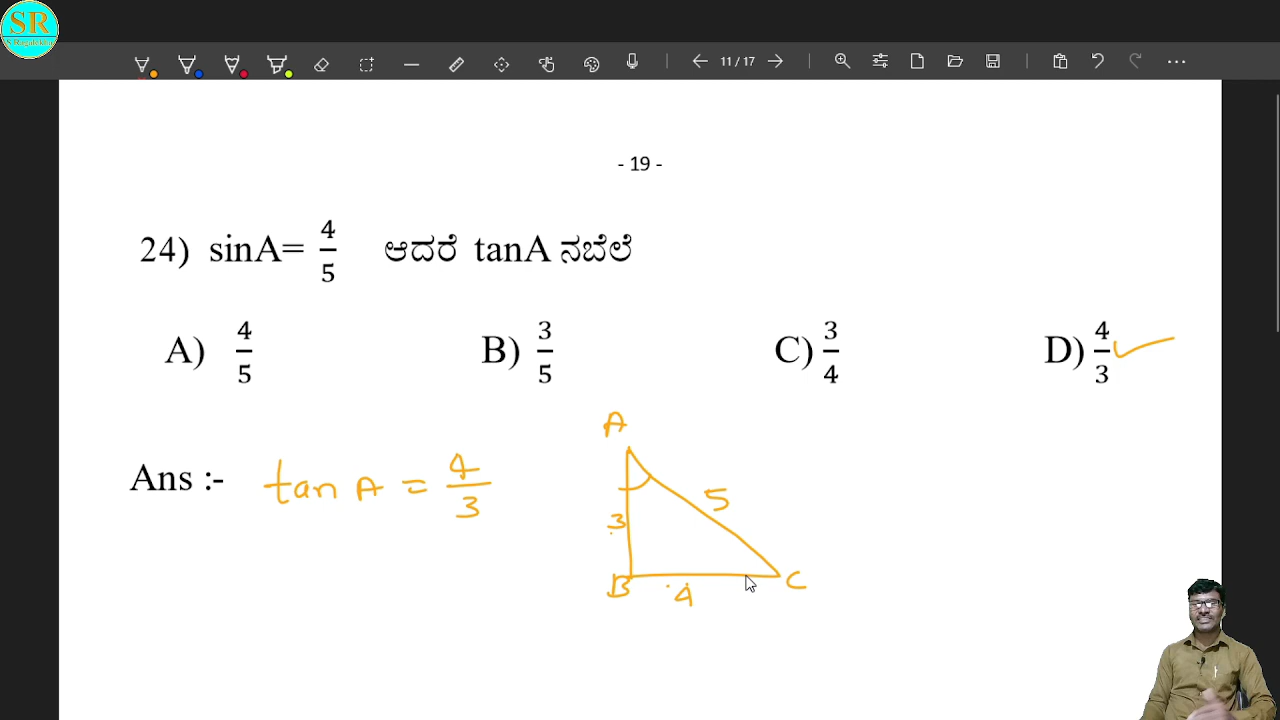 SR
11 / 17
- 19 -
24) sinA= 4/5 ಆದರೆ tanA ನಬೆಲೆ
A) 4/5 B) 3/5 C) 3/4 D) 4/3
Ans :- tan A = 4/3
A
5
3
B 4 C